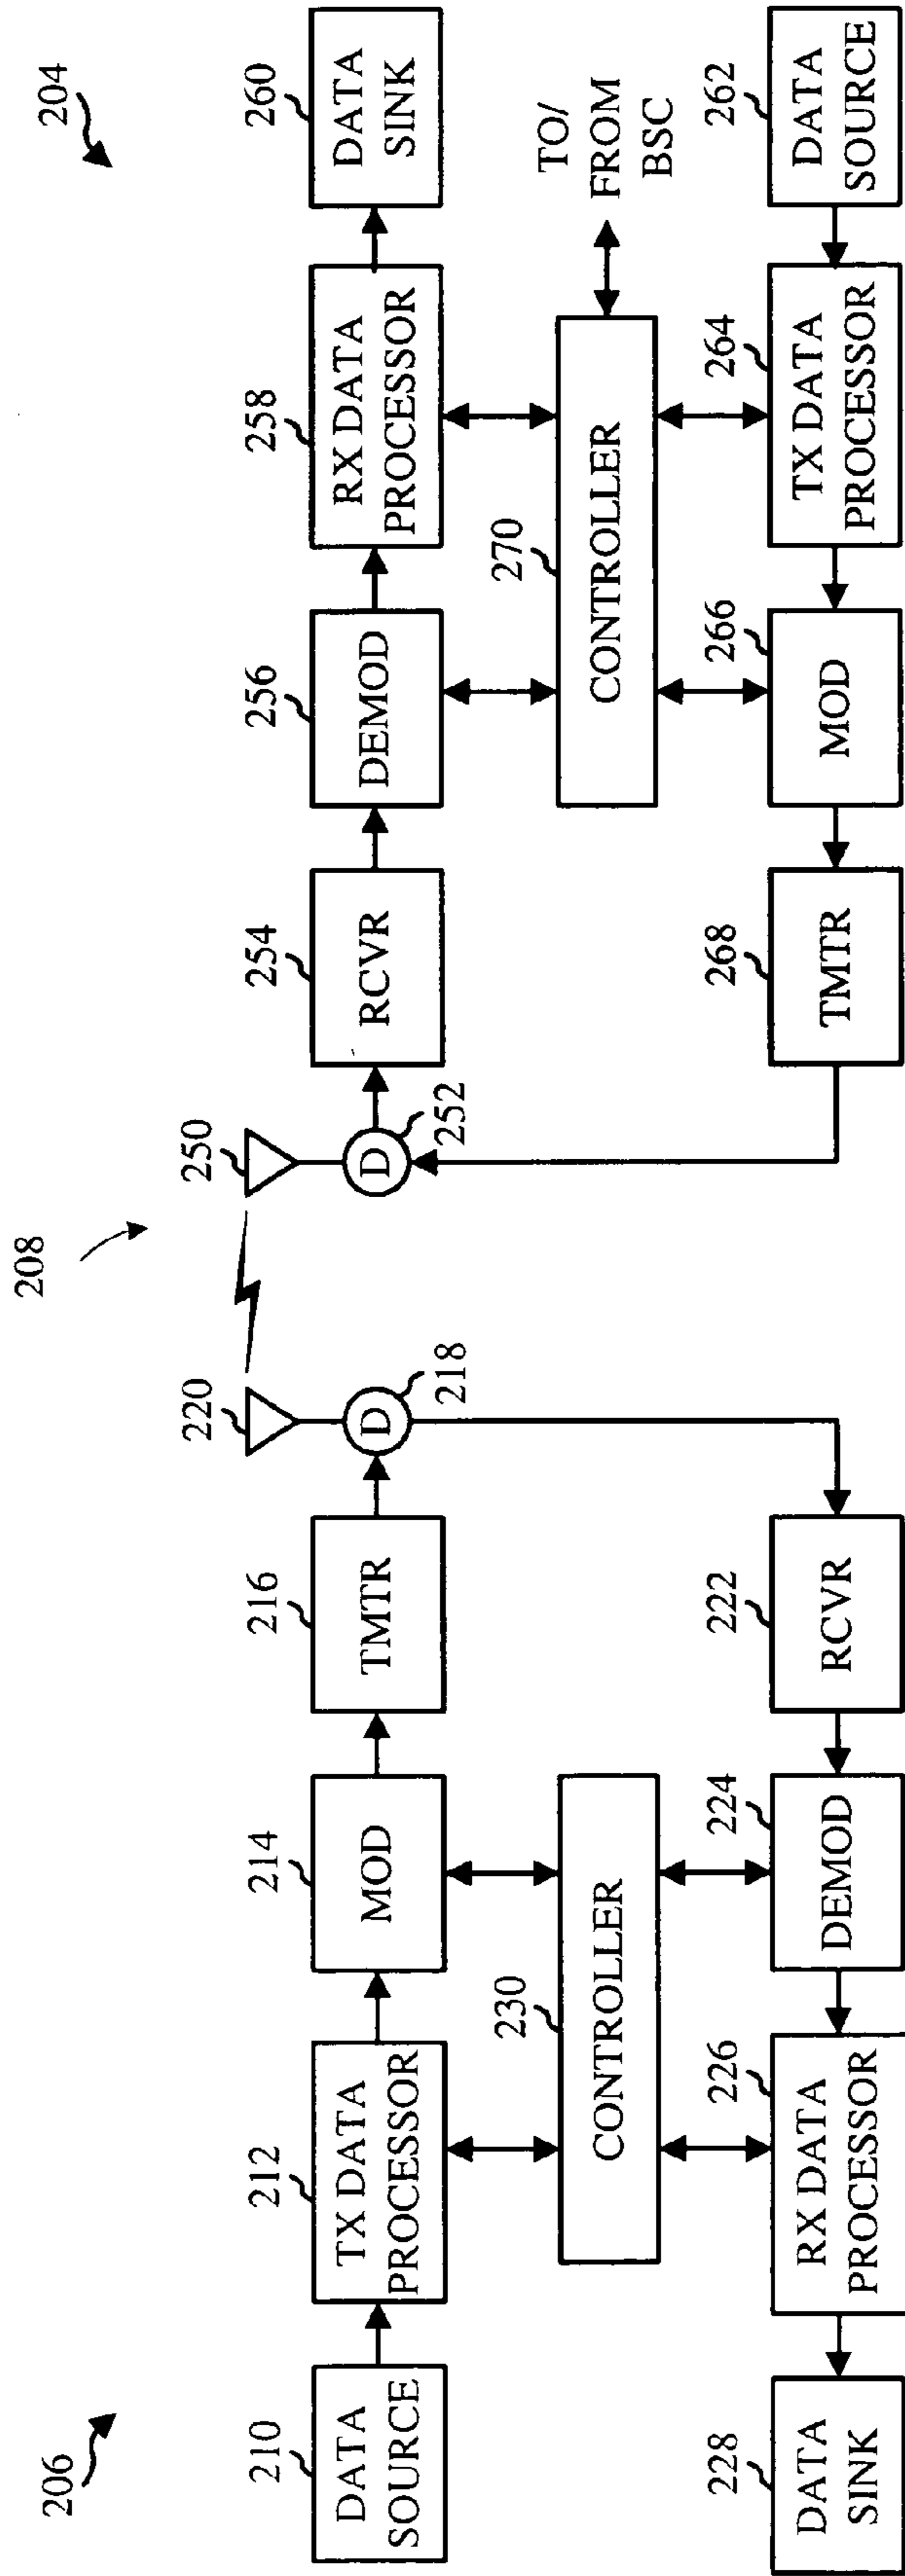 206
208
204
210
DATA
SOURCE
212
TX DATA
PROCESSOR
214
MOD
216
TMTR
220
D
218
250
D
252
254
RCVR
256
DEMOD
258
RX DATA
PROCESSOR
260
DATA
SINK
230
CONTROLLER
270
CONTROLLER
TO/
FROM
BSC
228
DATA
SINK
226
RX DATA
PROCESSOR
224
DEMOD
222
RCVR
268
TMTR
266
MOD
264
TX DATA
PROCESSOR
262
DATA
SOURCE